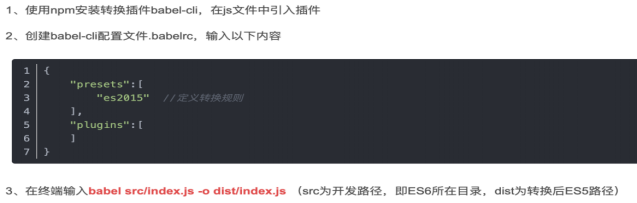 1、使用npm安装转换插件babel-cli，在js文件中引入插件
2、创建babel-cli配置文件.babelrc，输入以下内容
1 {
2     "presets":[
3         "es2015"  //定义转换规则
4     ],
5     "plugins":[
6     ]
7 }
3、在终端输入babel src/index.js -o dist/index.js （src为开发路径，即ES6所在目录，dist为转换后ES5路径）